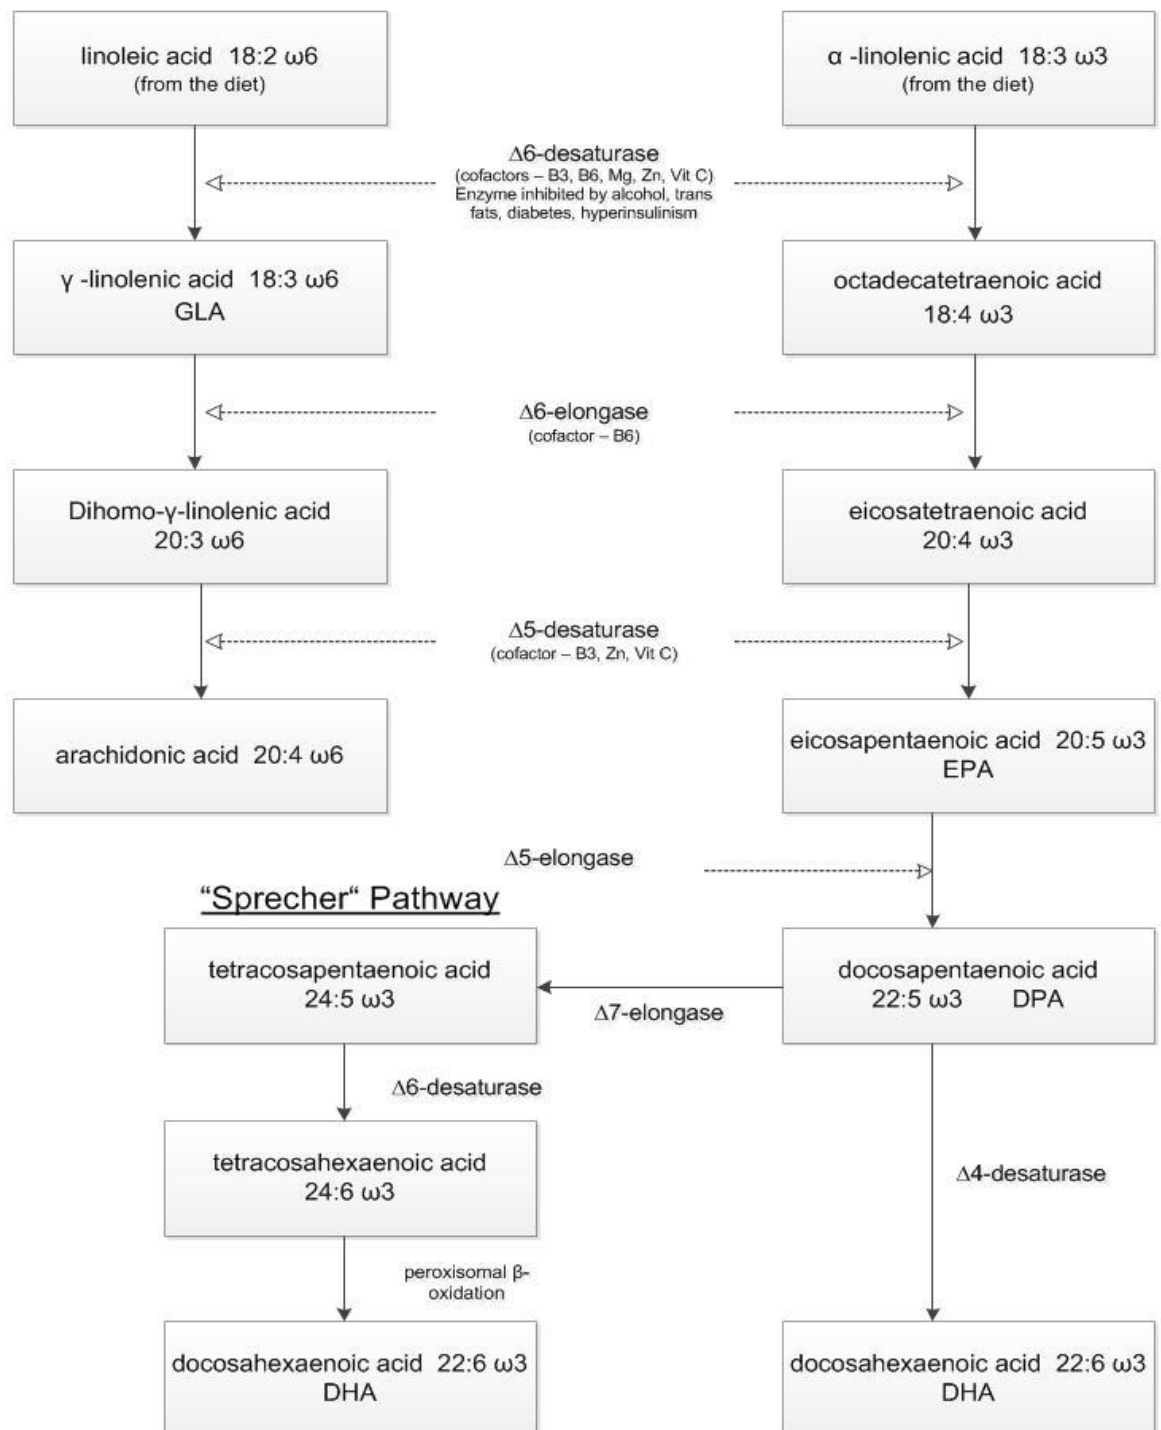 linoleic acid 18:2 ω6
(from the diet)
α -linolenic acid 18:3 ω3
(from the diet)
Δ6-desaturase
(cofactors – B3, B6, Mg, Zn, Vit C)
Enzyme inhibited by alcohol, trans
fats, diabetes, hyperinsulinism
γ -linolenic acid 18:3 ω6
GLA
octadecatetraenoic acid
18:4 ω3
Δ6-elongase
(cofactor – B6)
Dihomo-γ-linolenic acid
20:3 ω6
eicosatetraenoic acid
20:4 ω3
Δ5-desaturase
(cofactor – B3, Zn, Vit C)
arachidonic acid 20:4 ω6
eicosapentaenoic acid 20:5 ω3
EPA
Δ5-elongase
“Sprecher“ Pathway
tetracosapentaenoic acid
24:5 ω3
Δ7-elongase
docosapentaenoic acid
22:5 ω3 DPA
Δ6-desaturase
tetracosahexaenoic acid
24:6 ω3
Δ4-desaturase
peroxisomal β-
oxidation
docosahexaenoic acid 22:6 ω3
DHA
docosahexaenoic acid 22:6 ω3
DHA